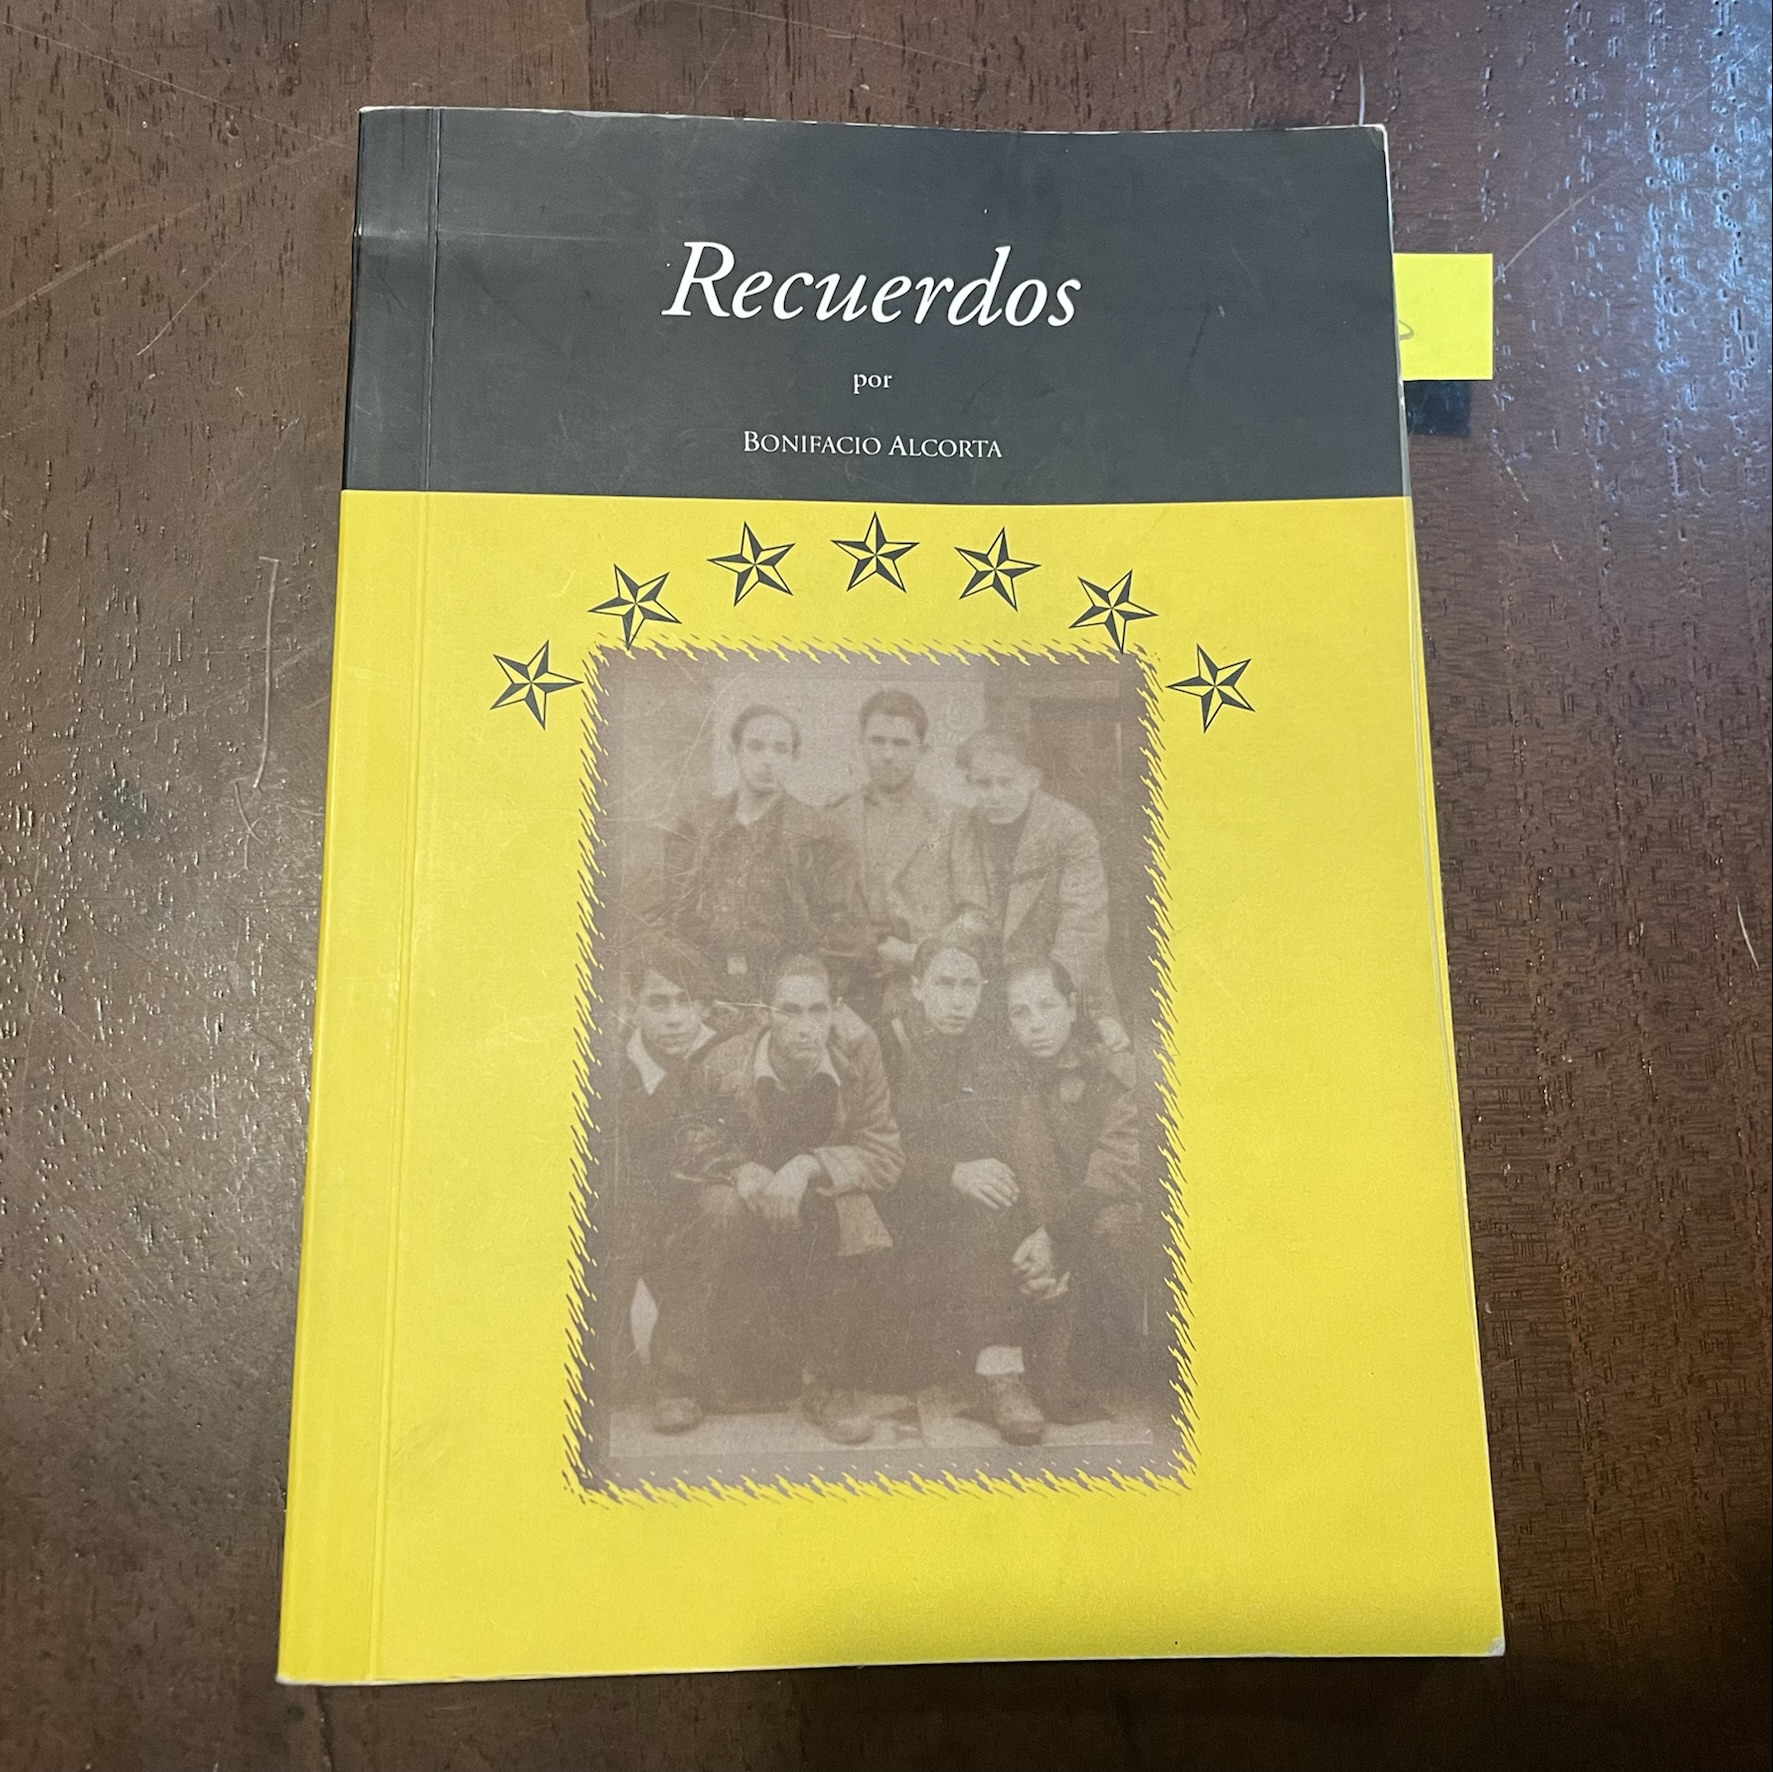 Recuerdos
por
BONIFACIO ALCORTA